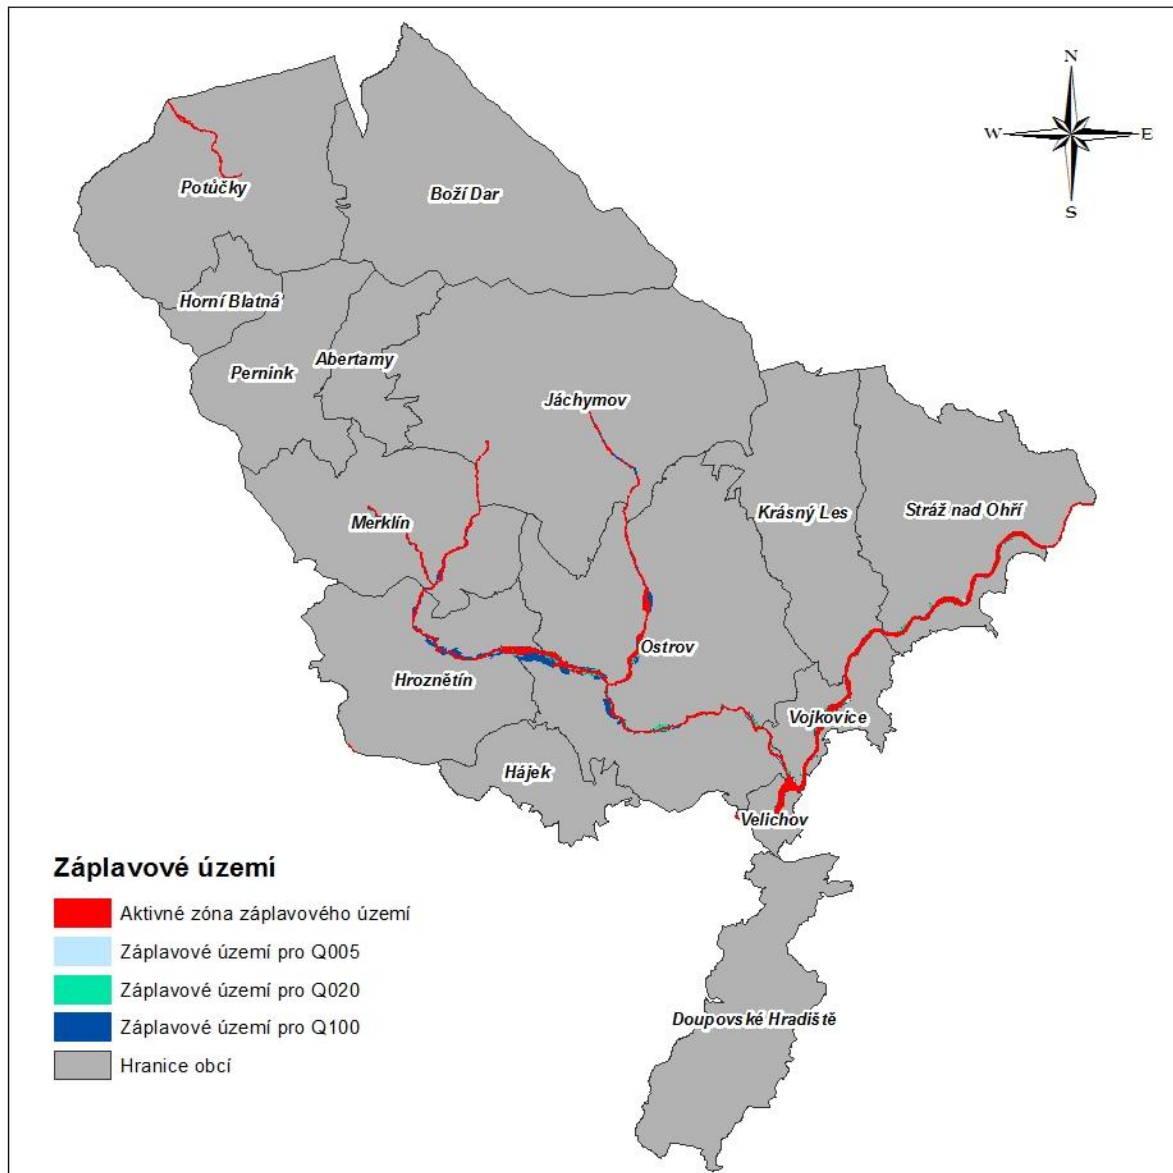 N
W
E
S
Potůčky
Boží Dar
Horní Blatná
Pernink
Abertamy
Jáchymov
Merklín
Krásný Les
Stráž nad Ohří
Ostrov
Hroznětín
Vojkovice
Hájek
Velichov
Doupovské Hradiště
Záplavové území
Aktivné zóna záplavového území
Záplavové území pro Q005
Záplavové území pro Q020
Záplavové území pro Q100
Hranice obcí